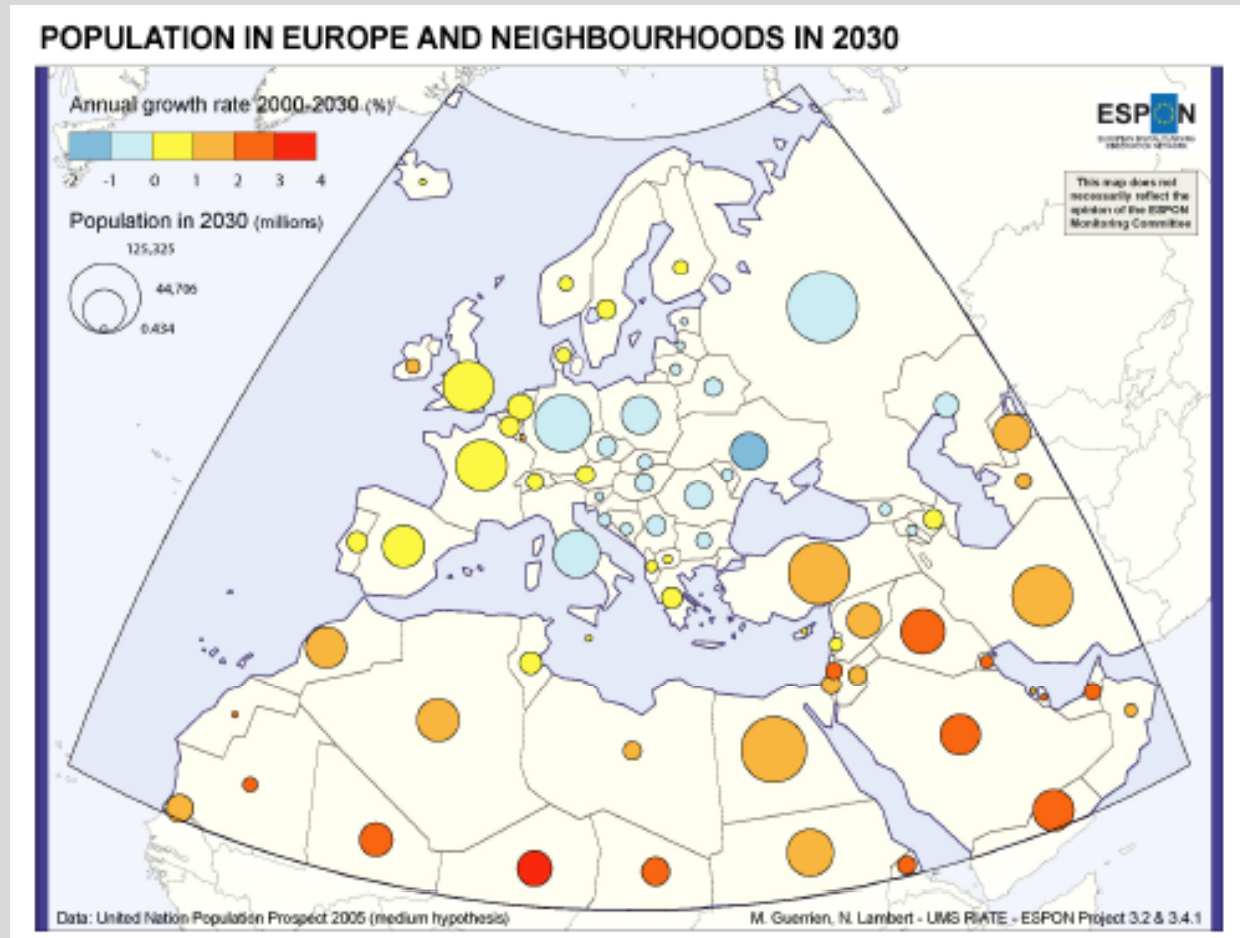 POPULATION IN EUROPE AND NEIGHBOURHOODS IN 2030
Annual growth rate 2000-2030 (%)
-2 -1 0 1 2 3 4
Population in 2030 (millions)
125,325
44,706
0.434
ESPON
This map does not
necessarily reflect the
opinion of the ESPON
Monitoring Committee
Data: United Nation Population Prospect 2005 (medium hypothesis)
M. Guerrien, N. Lambert - UMS RIATE - ESPON Project 3.2 & 3.4.1